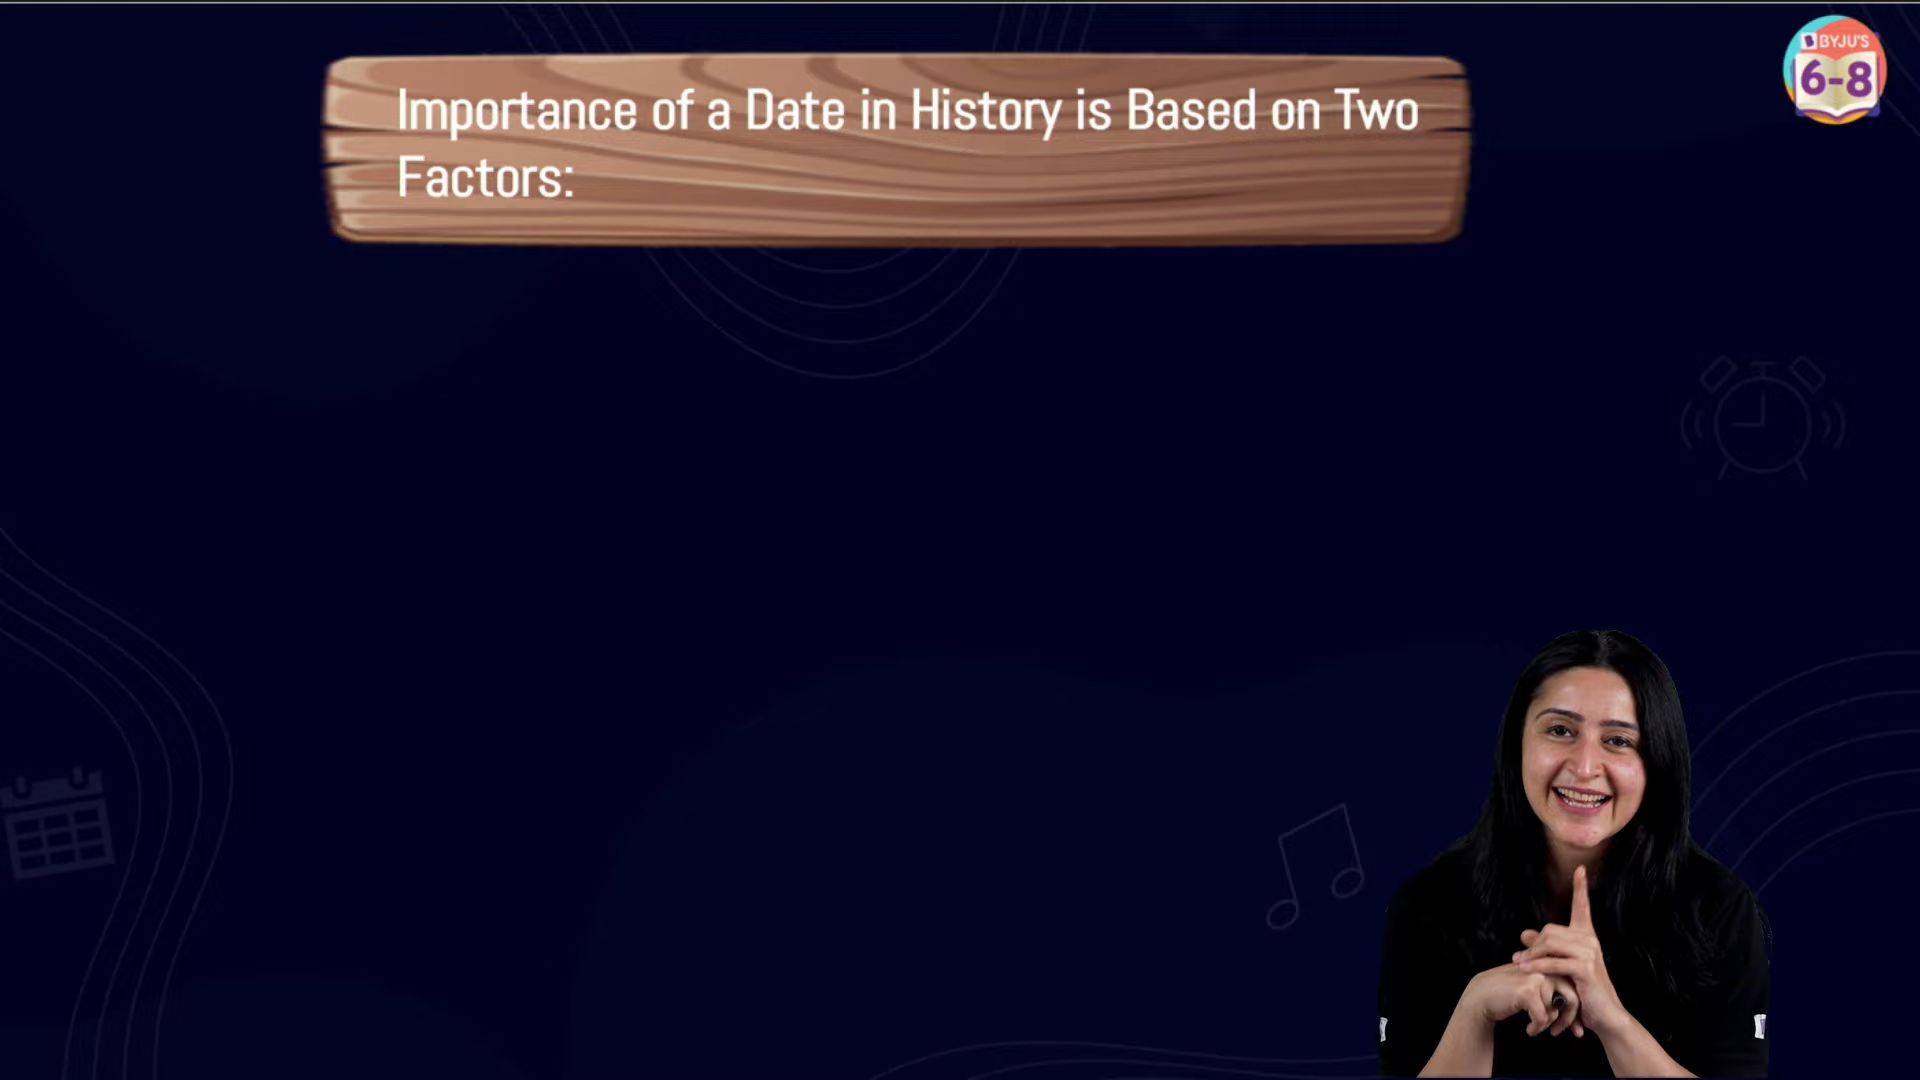 Importance of a Date in History is Based on Two
Factors:
BYJU'S
6-8